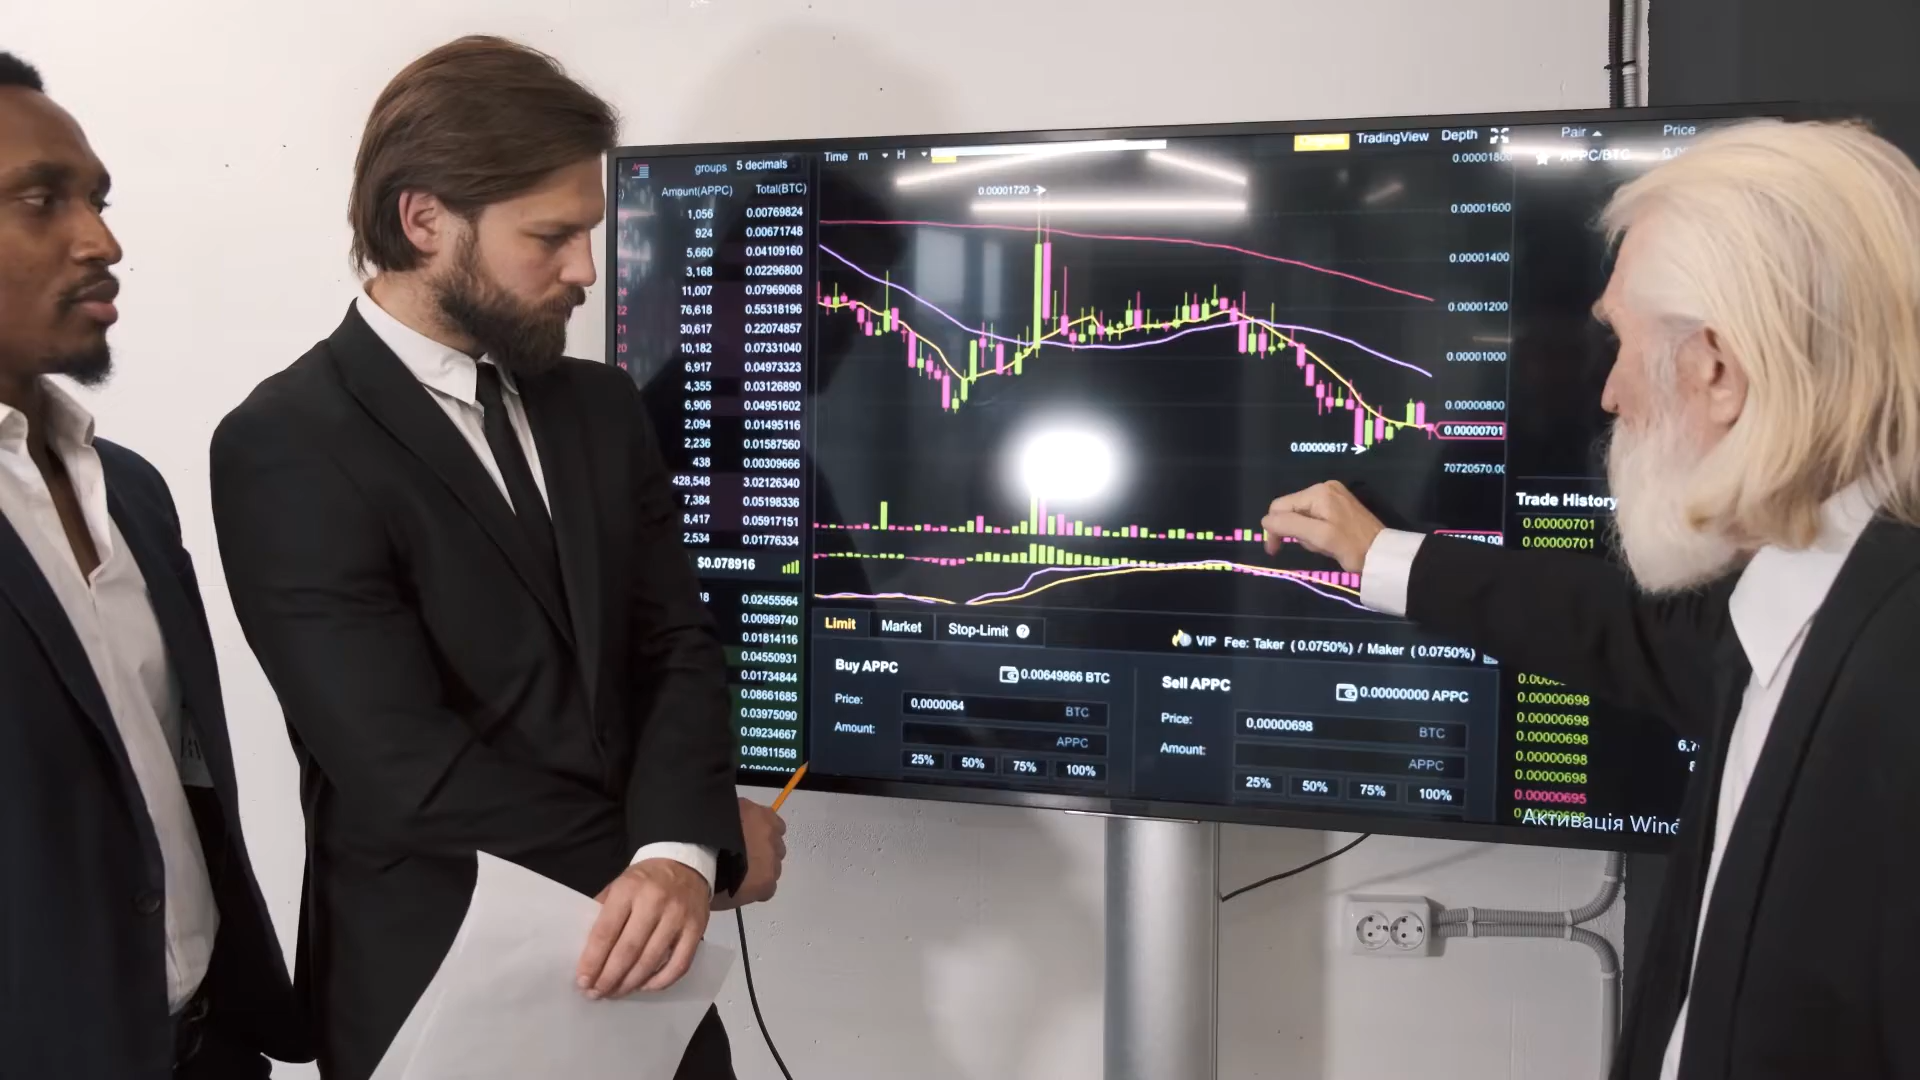 groups 5 decimals
Amount(APPC) Total(BTC)
1,056 0.00769824
924 0.00671748
5,660 0.04109160
3,168 0.02296800
11,007 0.07969068
76,618 0.55318196
30,617 0.22074857
10,182 0.07331040
6,917 0.04973323
4,355 0.03126890
6,906 0.04951602
2,094 0.01495116
2,236 0.01587560
438 0.00309666
428,548 3.02126340
7,384 0.05198336
8,417 0.05917151
2,534 0.01776334
$0.078916
18 0.02455564
0.00989740
0.01814116
0.04550931
0.01734844
0.08661685
0.03975090
0.09234667
0.09811568
Time m H
TradingView Depth
0.00001800
0.00001720
0.00001600
0.00001400
0.00001200
0.00001000
0.00000800
0.00000701
0.00000617
70720570.00
Limit Market Stop-Limit ?
VIP Fee: Taker (0.0750%) / Maker (0.0750%)
Buy APPC 0.00649866 BTC
Price: 0,0000064 BTC
Amount: APPC
25% 50% 75% 100%
Sell APPC 0.00000000 APPC
Price: 0,00000698 BTC
Amount: APPC
25% 50% 75% 100%
Pair Price
APPC/BTC
Trade History
0.00000701
0.00000701
0.00000698
0.00000698
0.00000698
0.00000698
0.00000698
0.00000695
Активація Wind